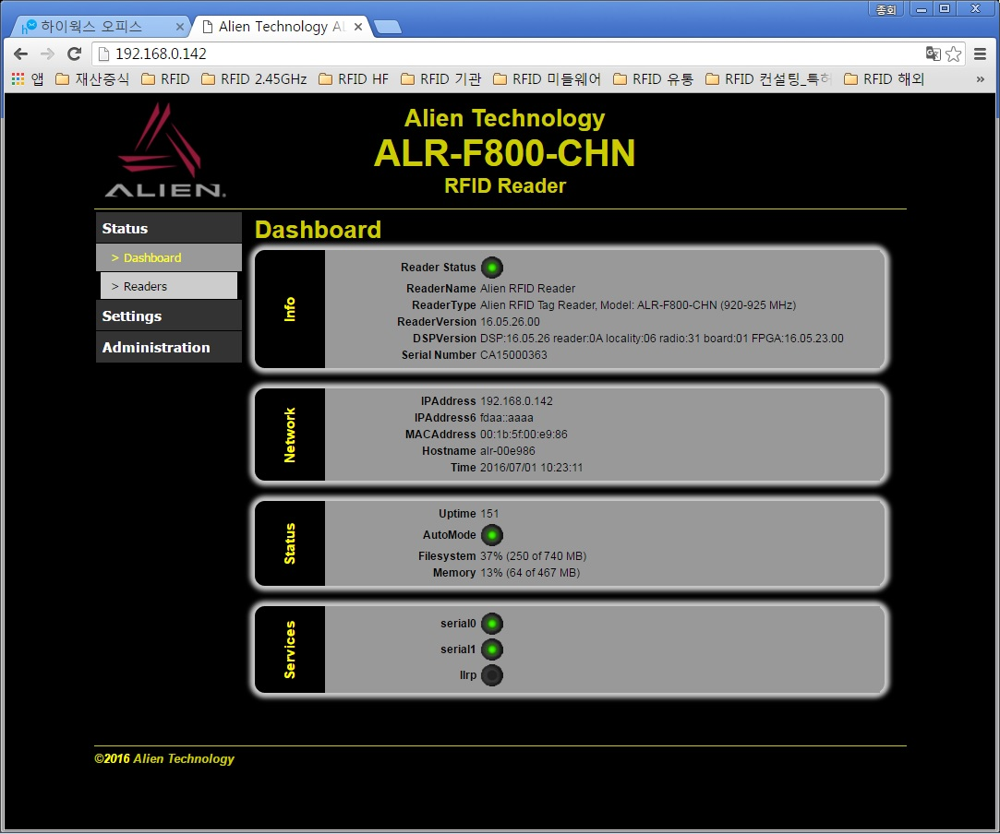 종회
하이웍스 오피스
Alien Technology AL
192.168.0.142
앱 재산증식 RFID RFID 2.45GHz RFID HF RFID 기관 RFID 미들웨어 RFID 유통 RFID 컨설팅_특허 RFID 해외 »
ALIEN.
Alien Technology
ALR-F800-CHN
RFID Reader
Status
> Dashboard
> Readers
Settings
Administration
Dashboard
Info
Reader Status
ReaderName Alien RFID Reader
ReaderType Alien RFID Tag Reader, Model: ALR-F800-CHN (920-925 MHz)
ReaderVersion 16.05.26.00
DSPVersion DSP:16.05.26 reader:0A locality:06 radio:31 board:01 FPGA:16.05.23.00
Serial Number CA15000363
Network
IPAddress 192.168.0.142
IPAddress6 fdaa::aaaa
MACAddress 00:1b:5f:00:e9:86
Hostname alr-00e986
Time 2016/07/01 10:23:11
Status
Uptime 151
AutoMode
Filesystem 37% (250 of 740 MB)
Memory 13% (64 of 467 MB)
Services
serial0
serial1
llrp
©2016 Alien Technology